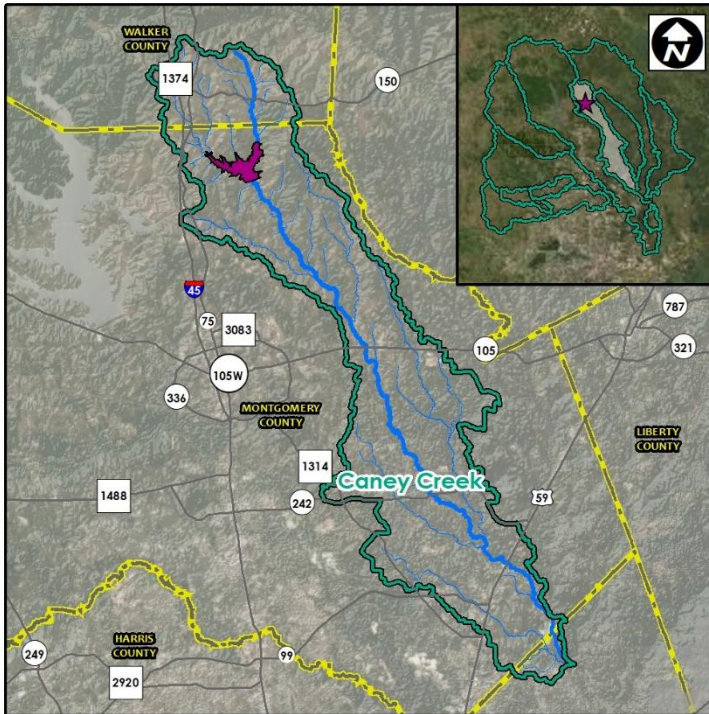 WALKER
COUNTY
N
1374
150
45
75
3083
787
321
105
105W
336
MONTGOMERY
COUNTY
LIBERTY
COUNTY
1314
Caney Creek
1488
242
59
HARRIS
COUNTY
249
99
2920